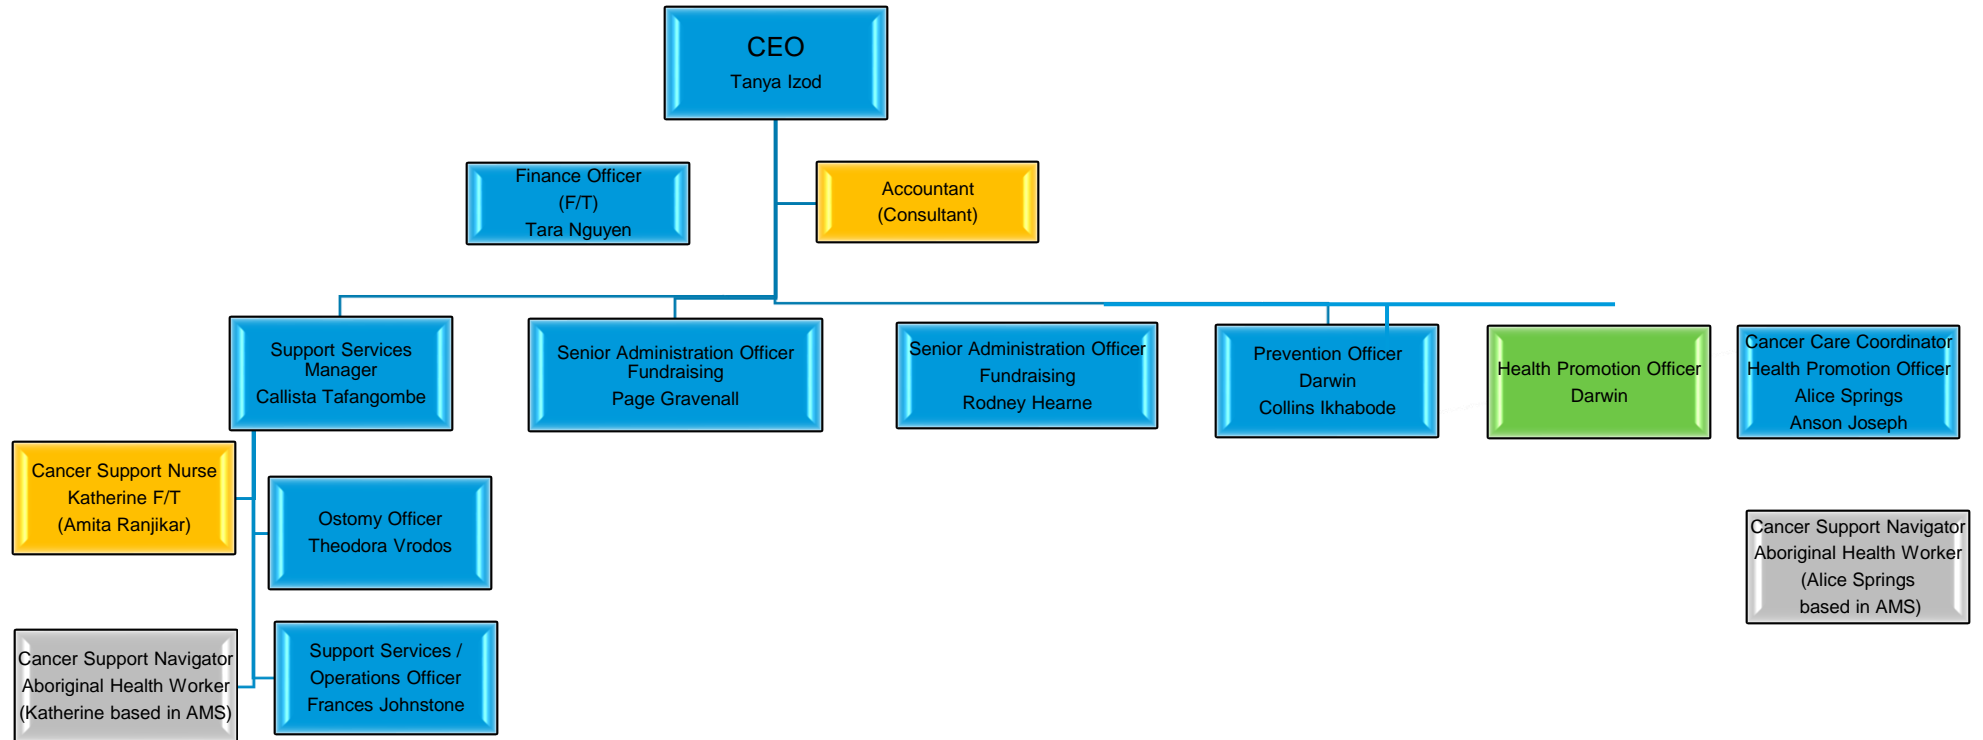 CEO
Tanya Izod
Finance Officer
(F/T)
Tara Nguyen
Accountant
(Consultant)
Support Services
Manager
Callista Tafangombe
Senior Administration Officer
Fundraising
Page Gravenall
Senior Administration Officer
Fundraising
Rodney Hearne
Prevention Officer
Darwin
Collins Ikhabode
Health Promotion Officer
Darwin
Cancer Care Coordinator
Health Promotion Officer
Alice Springs
Anson Joseph
Cancer Support Nurse
Katherine F/T
(Amita Ranjikar)
Ostomy Officer
Theodora Vrodos
Cancer Support Navigator
Aboriginal Health Worker
(Alice Springs
based in AMS)
Cancer Support Navigator
Aboriginal Health Worker
(Katherine based in AMS)
Support Services /
Operations Officer
Frances Johnstone